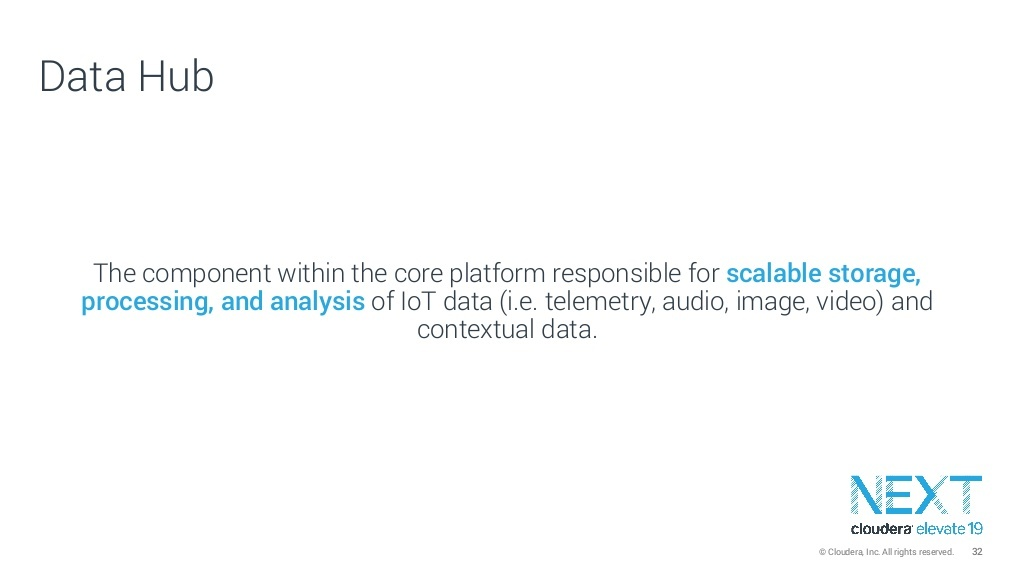 Data Hub
The component within the core platform responsible for scalable storage,
processing, and analysis of IoT data (i.e. telemetry, audio, image, video) and
contextual data.
NEXT
cloudera elevate 19
© Cloudera, Inc. All rights reserved. 32